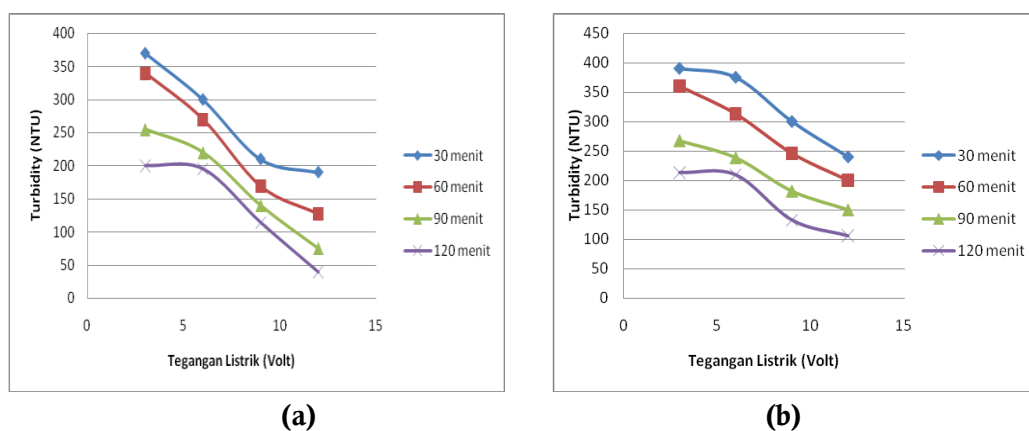 400
350
300
250
200
150
100
50
0
Turbidity (NTU)
0 5 10 15
Tegangan Listrik (Volt)
30 menit
60 menit
90 menit
120 menit
(a)
450
400
350
300
250
200
150
100
50
0
Turbidity (NTU)
0 5 10 15
Tegangan Listrik (Volt)
30 menit
60 menit
90 menit
120 menit
(b)